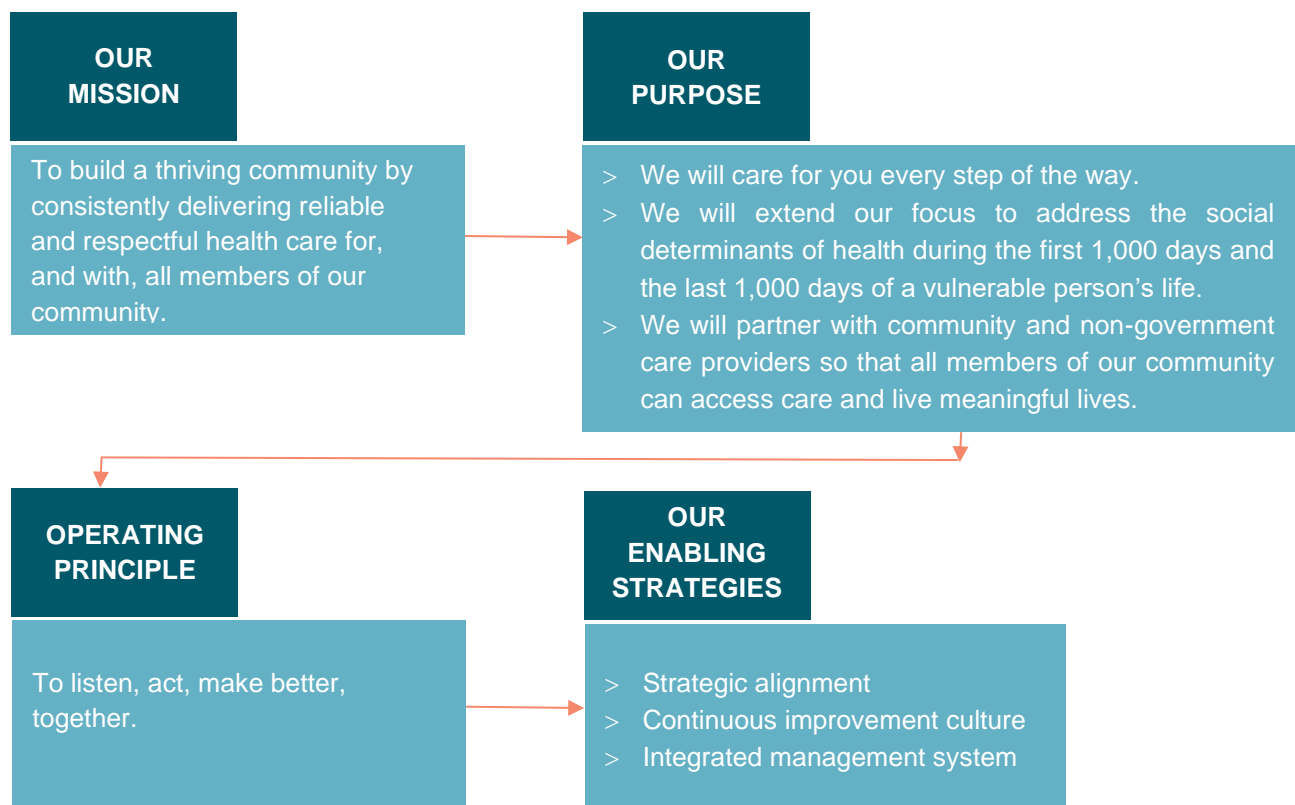 OUR
MISSION
To build a thriving community by
consistently delivering reliable
and respectful health care for,
and with, all members of our
community.
OUR
PURPOSE
> We will care for you every step of the way.
> We will extend our focus to address the social
determinants of health during the first 1,000 days and
the last 1,000 days of a vulnerable person’s life.
> We will partner with community and non-government
care providers so that all members of our community
can access care and live meaningful lives.
OPERATING
PRINCIPLE
To listen, act, make better,
together.
OUR
ENABLING
STRATEGIES
> Strategic alignment
> Continuous improvement culture
> Integrated management system